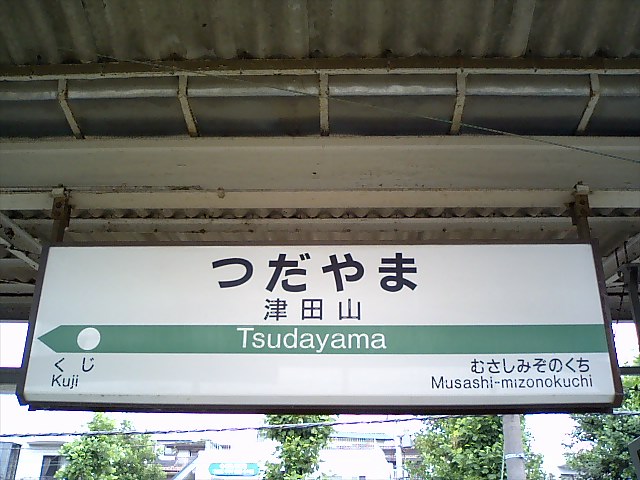 つだやま
津田山
Tsudayama
くじ
Kuji
むさしみぞのくち
Musashi-mizonokuchi